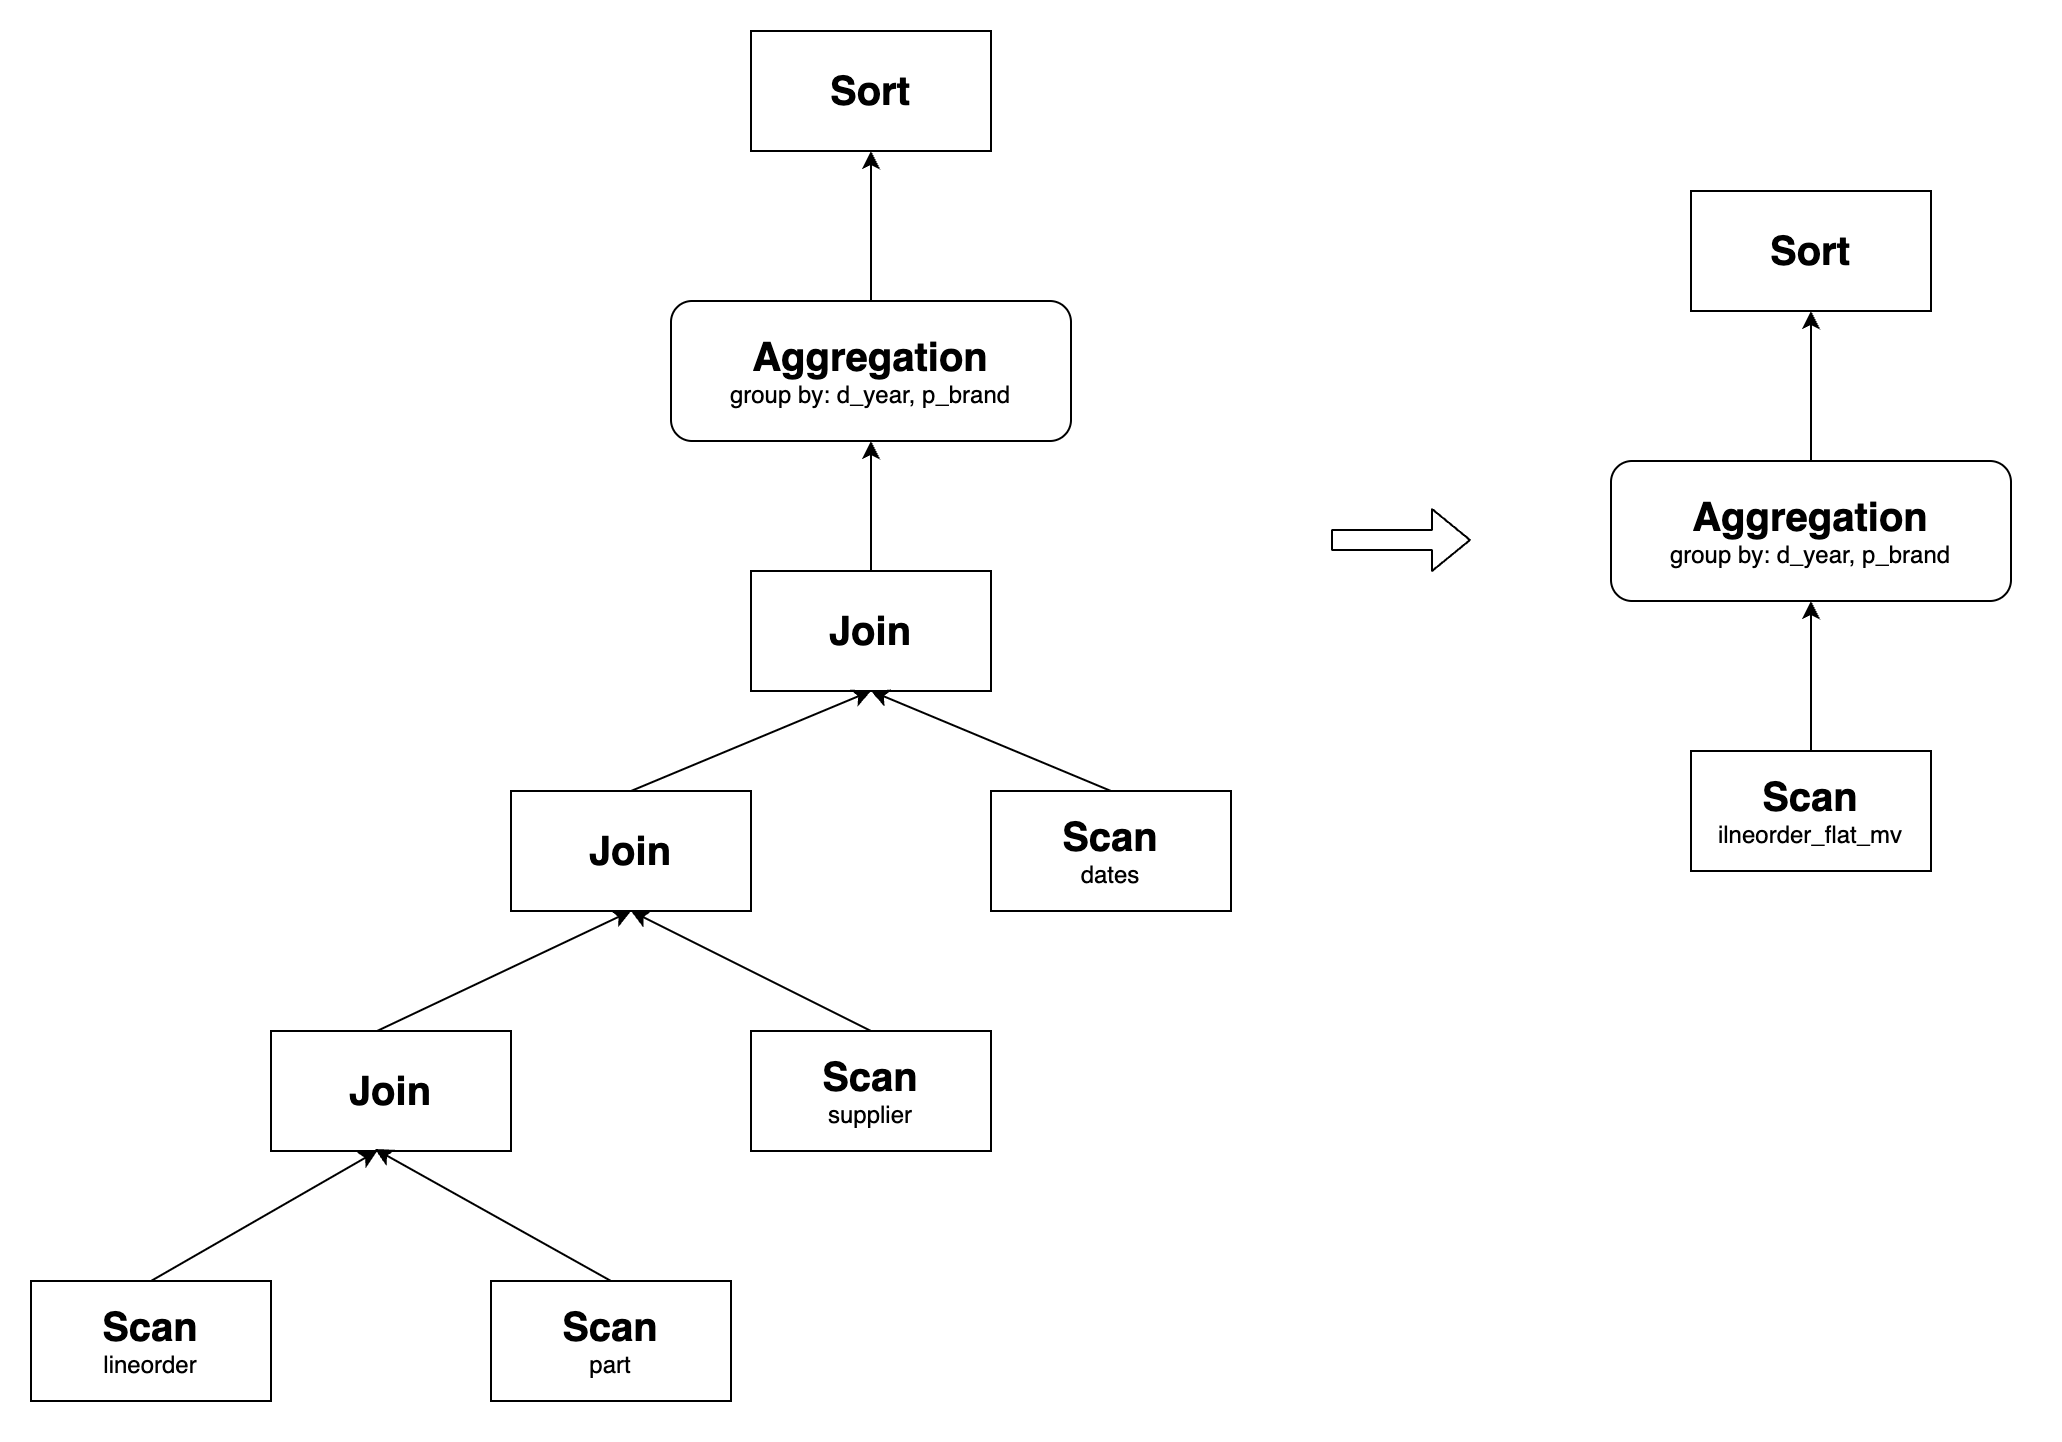 Sort
Aggregation
group by: d_year, p_brand
Join
Join
Scan
dates
Join
Scan
supplier
Scan
lineorder
Scan
part
Sort
Aggregation
group by: d_year, p_brand
Scan
ilneorder_flat_mv